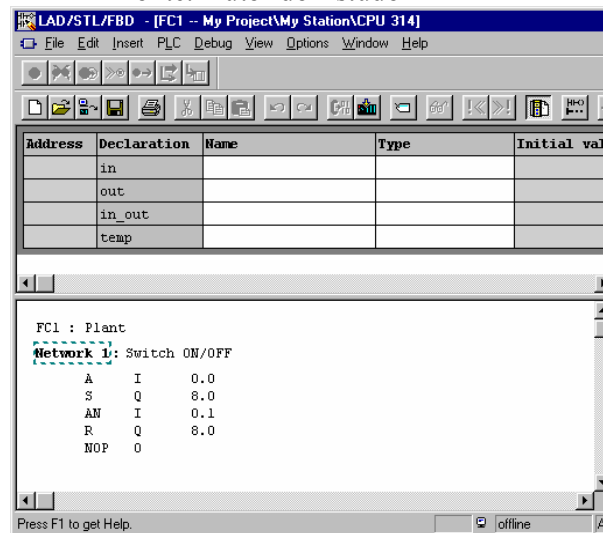 LAD/STL/FBD - [FC1 -- My Project\My Station\CPU 314]
File Edit Insert PLC Debug View Options Window Help
Address Declaration Name Type Initial val
in
out
in_out
temp
FC1 : Plant
Network 1: Switch ON/OFF
A I 0.0
S Q 8.0
AN I 0.1
R Q 8.0
NOP 0
Press F1 to get Help. offline